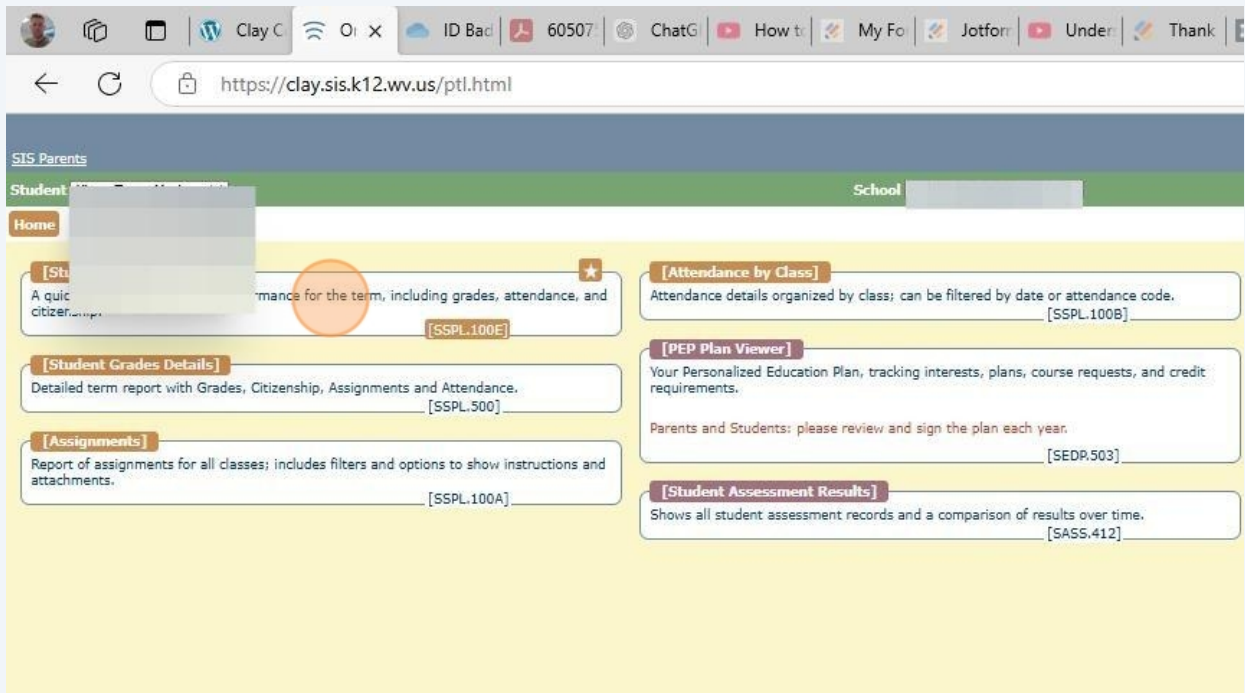 Clay C
ID Bad
60507
ChatG
How to
My Fo
Jotform
Under
Thank
https://clay.sis.k12.wv.us/ptl.html
SIS Parents
Student
School
Home
[Stu
A quic rmance for the term, including grades, attendance, and
citizenship.
[SSPL.100E]
[Student Grades Details]
Detailed term report with Grades, Citizenship, Assignments and Attendance.
[SSPL.500]
[Assignments]
Report of assignments for all classes; includes filters and options to show instructions and
attachments.
[SSPL.100A]
[Attendance by Class]
Attendance details organized by class; can be filtered by date or attendance code.
[SSPL.100B]
[PEP Plan Viewer]
Your Personalized Education Plan, tracking interests, plans, course requests, and credit
requirements.
Parents and Students: please review and sign the plan each year.
[SEDP.503]
[Student Assessment Results]
Shows all student assessment records and a comparison of results over time.
[SASS.412]